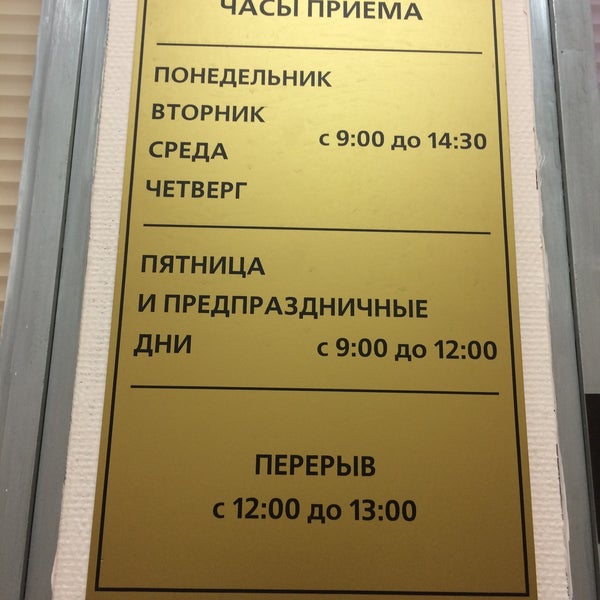 ЧАСЫ ПРИЕМА
ПОНЕДЕЛЬНИК
ВТОРНИК
с 9:00 до 14:30
СРЕДА
ЧЕТВЕРГ
ПЯТНИЦА
И ПРЕДПРАЗДНИЧНЫЕ
ДНИ с 9:00 до 12:00
ПЕРЕРЫВ
с 12:00 до 13:00